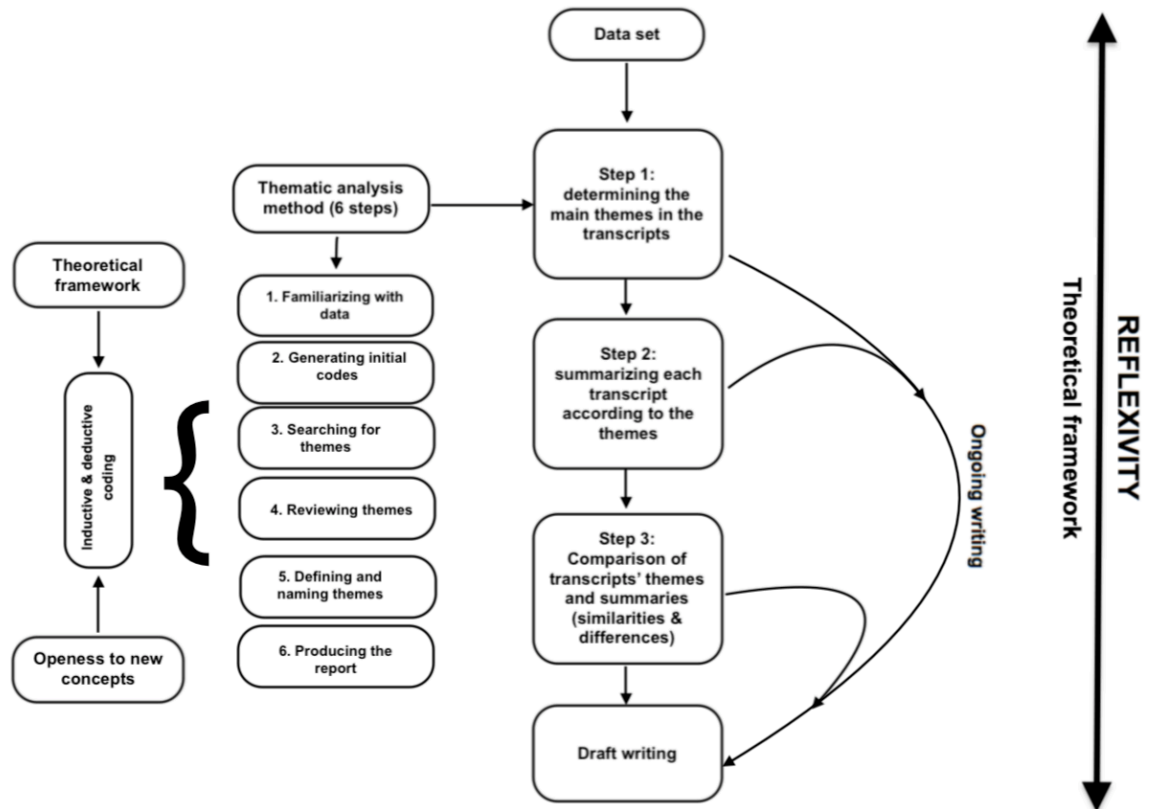 Data set
Step 1:
determining the
main themes in the
transcripts
Thematic analysis
method (6 steps)
Theoretical
framework
1. Familiarizing with
data
2. Generating initial
codes
3. Searching for
themes
4. Reviewing themes
5. Defining and
naming themes
6. Producing the
report
Inductive & deductive
coding
Openess to new
concepts
Step 2:
summarizing each
transcript
according to the
themes
Step 3:
Comparison of
transcripts’ themes
and summaries
(similarities &
differences)
Draft writing
Ongoing writing
Theoretical framework
REFLEXIVITY